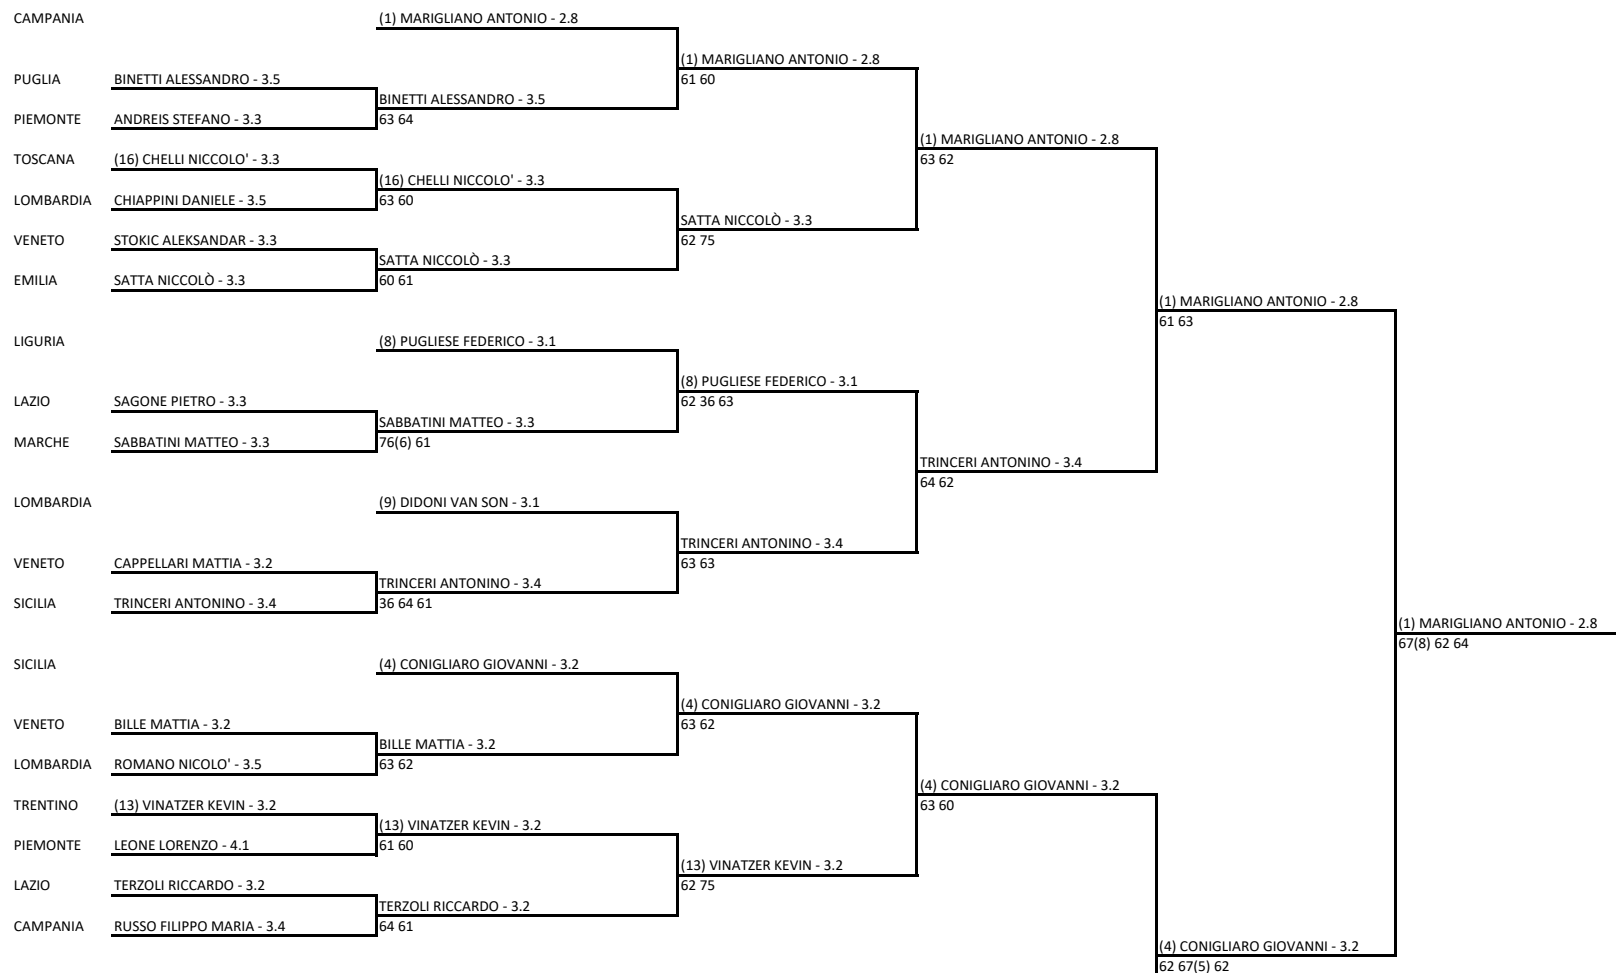 CAMPANIA (1) MARIGLIANO ANTONIO - 2.8
(1) MARIGLIANO ANTONIO - 2.8
PUGLIA BINETTI ALESSANDRO - 3.5 61 60
BINETTI ALESSANDRO - 3.5
PIEMONTE ANDREIS STEFANO - 3.3 63 64
(1) MARIGLIANO ANTONIO - 2.8
TOSCANA (16) CHELLI NICCOLO' - 3.3 63 62
(16) CHELLI NICCOLO' - 3.3
LOMBARDIA CHIAPPINI DANIELE - 3.5 63 60
SATTA NICCOLÒ - 3.3
VENETO STOKIC ALEKSANDAR - 3.3 62 75
SATTA NICCOLÒ - 3.3
EMILIA SATTA NICCOLÒ - 3.3 60 61
(1) MARIGLIANO ANTONIO - 2.8
61 63
LIGURIA (8) PUGLIESE FEDERICO - 3.1
(8) PUGLIESE FEDERICO - 3.1
LAZIO SAGONE PIETRO - 3.3 62 36 63
SABBATINI MATTEO - 3.3
MARCHE SABBATINI MATTEO - 3.3 76(6) 61
TRINCERI ANTONINO - 3.4
64 62
LOMBARDIA (9) DIDONI VAN SON - 3.1
TRINCERI ANTONINO - 3.4
VENETO CAPPELLARI MATTIA - 3.2 63 63
TRINCERI ANTONINO - 3.4
SICILIA TRINCERI ANTONINO - 3.4 36 64 61
(1) MARIGLIANO ANTONIO - 2.8
67(8) 62 64
SICILIA (4) CONIGLIARO GIOVANNI - 3.2
(4) CONIGLIARO GIOVANNI - 3.2
VENETO BILLE MATTIA - 3.2 63 62
BILLE MATTIA - 3.2
LOMBARDIA ROMANO NICOLO' - 3.5 63 62
(4) CONIGLIARO GIOVANNI - 3.2
TRENTINO (13) VINATZER KEVIN - 3.2 63 60
(13) VINATZER KEVIN - 3.2
PIEMONTE LEONE LORENZO - 4.1 61 60
(13) VINATZER KEVIN - 3.2
LAZIO TERZOLI RICCARDO - 3.2 62 75
TERZOLI RICCARDO - 3.2
CAMPANIA RUSSO FILIPPO MARIA - 3.4 64 61
(4) CONIGLIARO GIOVANNI - 3.2
62 67(5) 62